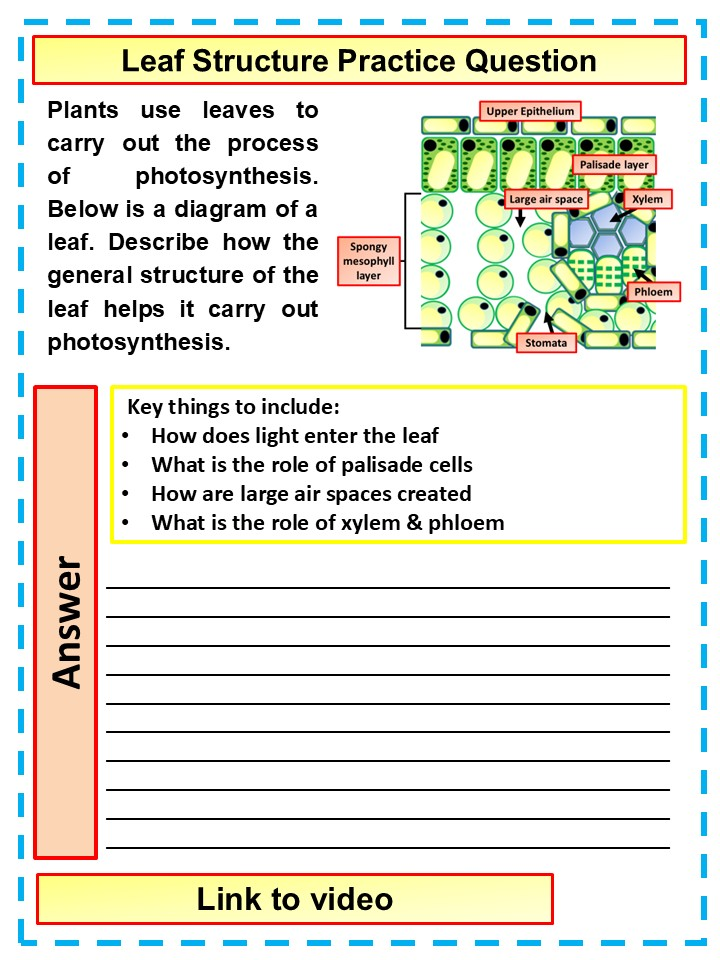 Leaf Structure Practice Question
Plants use leaves to
carry out the process
of photosynthesis.
Below is a diagram of a
leaf. Describe how the
general structure of the
leaf helps it carry out
photosynthesis.
Upper Epithelium
Palisade layer
Large air space
Xylem
Spongy
mesophyll
layer
Phloem
Stomata
Answer
Key things to include:
• How does light enter the leaf
• What is the role of palisade cells
• How are large air spaces created
• What is the role of xylem & phloem
Link to video